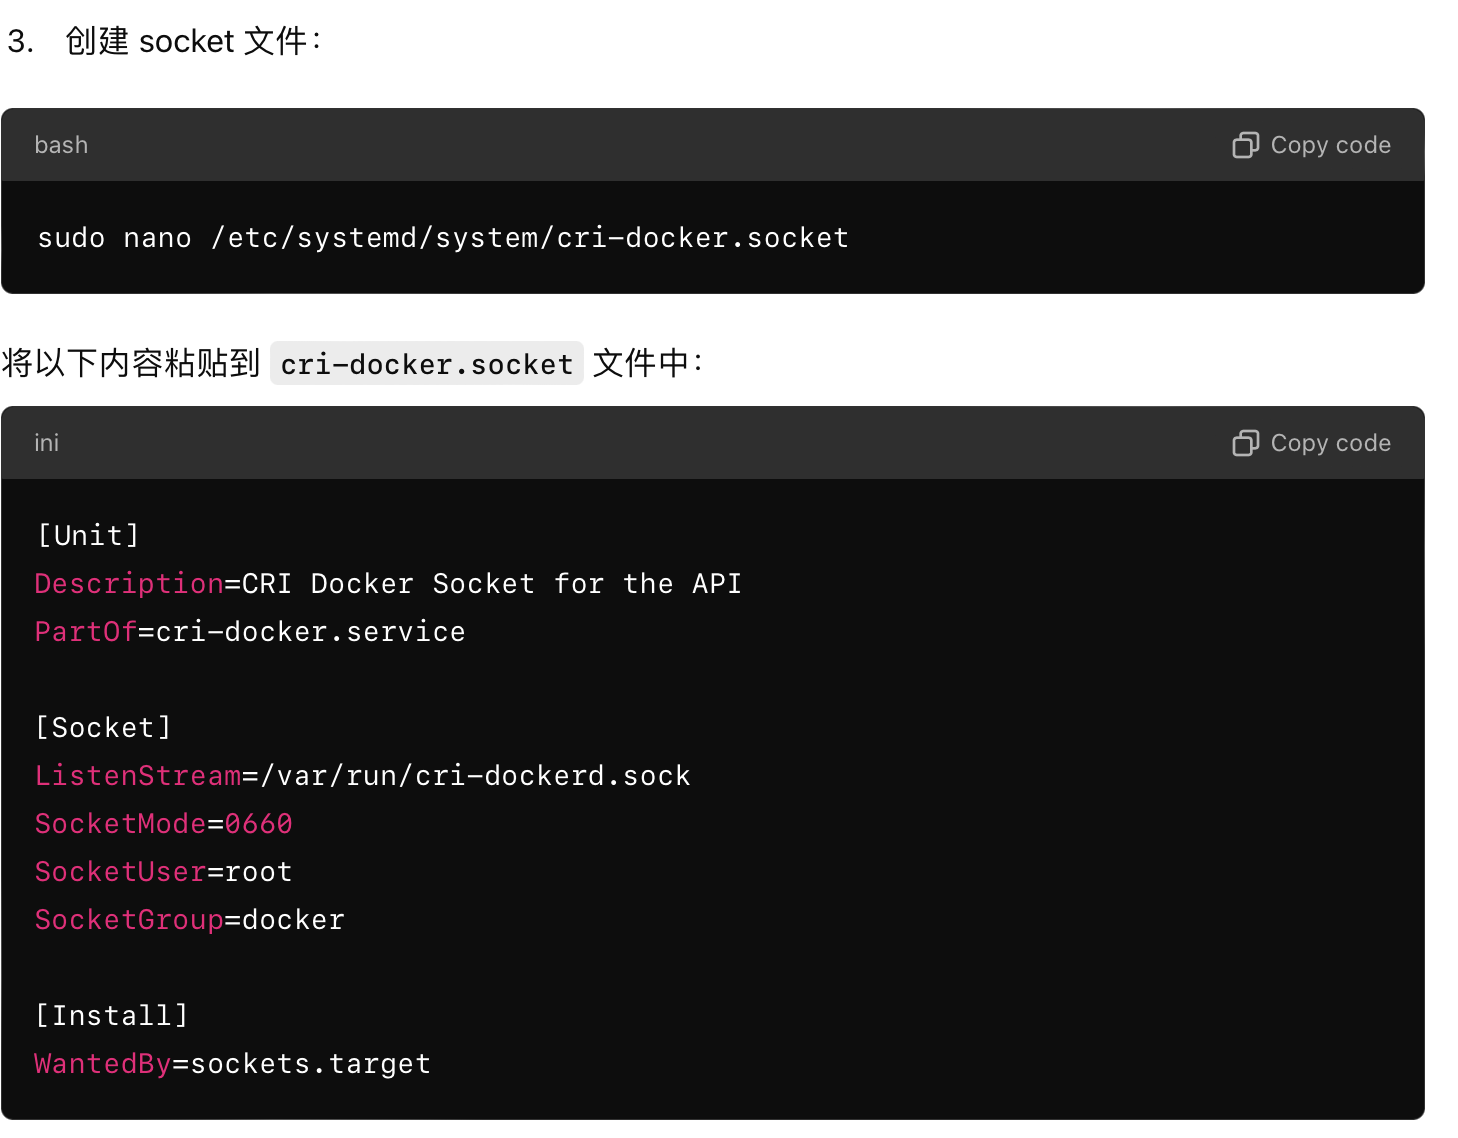 3. 创建 socket 文件：
bash
Copy code
sudo nano /etc/systemd/system/cri-docker.socket
将以下内容粘贴到 cri-docker.socket 文件中：
ini
Copy code
[Unit]
Description=CRI Docker Socket for the API
PartOf=cri-docker.service
[Socket]
ListenStream=/var/run/cri-dockerd.sock
SocketMode=0660
SocketUser=root
SocketGroup=docker
[Install]
WantedBy=sockets.target